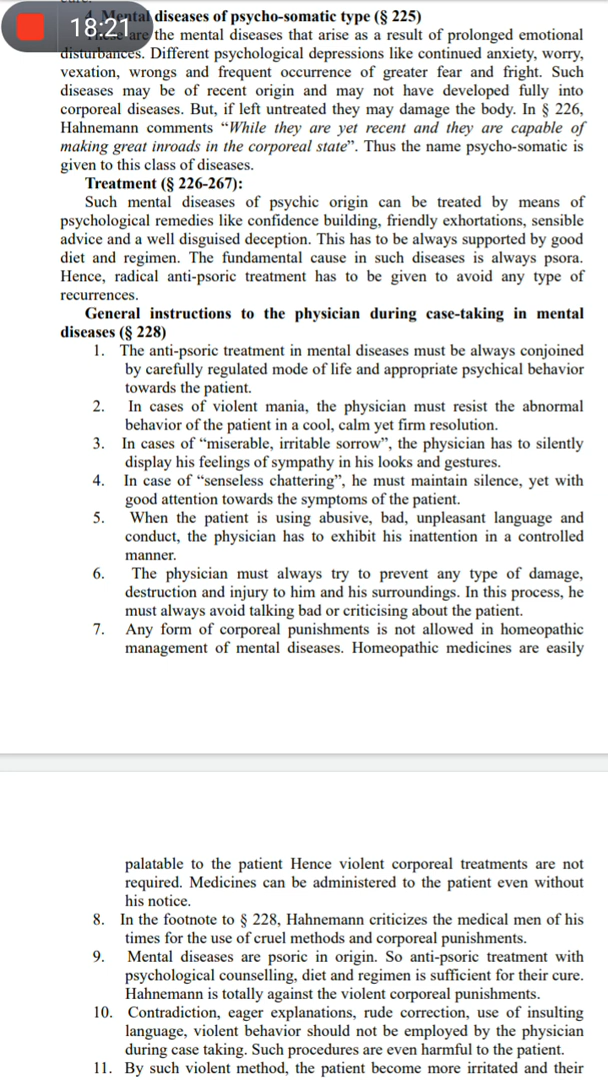 18:21
Mental diseases of psycho-somatic type (§ 225)
are the mental diseases that arise as a result of prolonged emotional
disturbances. Different psychological depressions like continued anxiety, worry,
vexation, wrongs and frequent occurrence of greater fear and fright. Such
diseases may be of recent origin and may not have developed fully into
corporeal diseases. But, if left untreated they may damage the body. In § 226,
Hahnemann comments “While they are yet recent and they are capable of
making great inroads in the corporeal state”. Thus the name psycho-somatic is
given to this class of diseases.
Treatment (§ 226-267):
Such mental diseases of psychic origin can be treated by means of
psychological remedies like confidence building, friendly exhortations, sensible
advice and a well disguised deception. This has to be always supported by good
diet and regimen. The fundamental cause in such diseases is always psora.
Hence, radical anti-psoric treatment has to be given to avoid any type of
recurrences.
General instructions to the physician during case-taking in mental
diseases (§ 228)
1. The anti-psoric treatment in mental diseases must be always conjoined
by carefully regulated mode of life and appropriate psychical behavior
towards the patient.
2. In cases of violent mania, the physician must resist the abnormal
behavior of the patient in a cool, calm yet firm resolution.
3. In cases of “miserable, irritable sorrow”, the physician has to silently
display his feelings of sympathy in his looks and gestures.
4. In case of “senseless chattering”, he must maintain silence, yet with
good attention towards the symptoms of the patient.
5. When the patient is using abusive, bad, unpleasant language and
conduct, the physician has to exhibit his inattention in a controlled
manner.
6. The physician must always try to prevent any type of damage,
destruction and injury to him and his surroundings. In this process, he
must always avoid talking bad or criticising about the patient.
7. Any form of corporeal punishments is not allowed in homeopathic
management of mental diseases. Homeopathic medicines are easily
palatable to the patient Hence violent corporeal treatments are not
required. Medicines can be administered to the patient even without
his notice.
8. In the footnote to § 228, Hahnemann criticizes the medical men of his
times for the use of cruel methods and corporeal punishments.
9. Mental diseases are psoric in origin. So anti-psoric treatment with
psychological counselling, diet and regimen is sufficient for their cure.
Hahnemann is totally against the violent corporeal punishments.
10. Contradiction, eager explanations, rude correction, use of insulting
language, violent behavior should not be employed by the physician
during case taking. Such procedures are even harmful to the patient.
11. By such violent method, the patient become more irritated and their